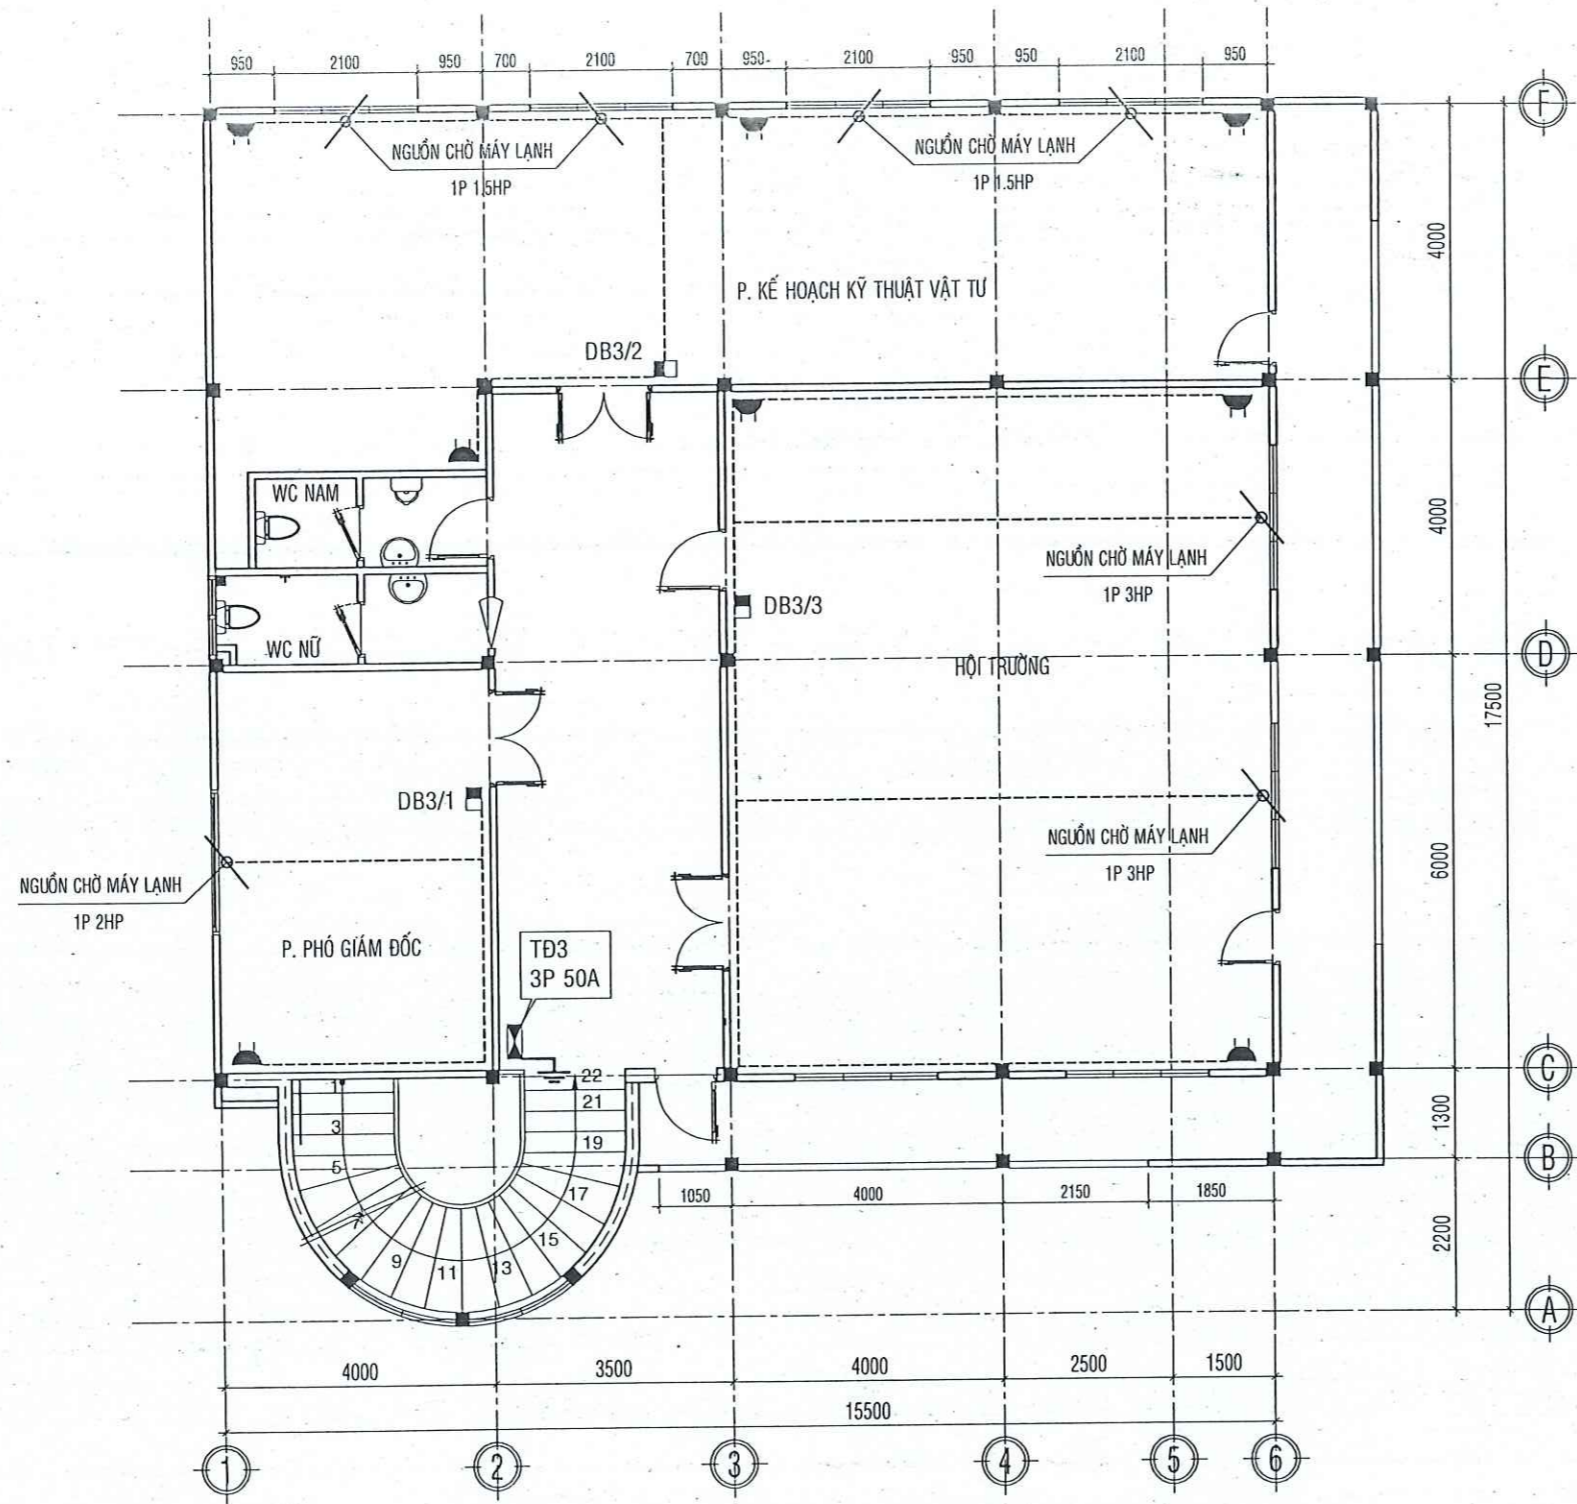 950 2100 950 700 2100 700 950 2100 950 950 2100 950
F
NGUỒN CHỜ MÁY LẠNH
1P 1.5HP
NGUỒN CHỜ MÁY LẠNH
1P 1.5HP
4000
P. KẾ HOẠCH KỸ THUẬT VẬT TƯ
DB3/2
E
WC NAM
4000
NGUỒN CHỜ MÁY LẠNH
1P 3HP
DB3/3
WC NỮ
HỘI TRƯỜNG
D
17500
DB3/1
NGUỒN CHỜ MÁY LẠNH
1P 3HP
6000
NGUỒN CHỜ MÁY LẠNH
1P 2HP
P. PHÓ GIÁM ĐỐC
TĐ3
3P 50A
C
1 22
21
3 19
5
1300
B
17
7
15
9 11 13
1050 4000 2150 1850
2200
A
4000 3500 4000 2500 1500
15500
1 2 3 4 5 6